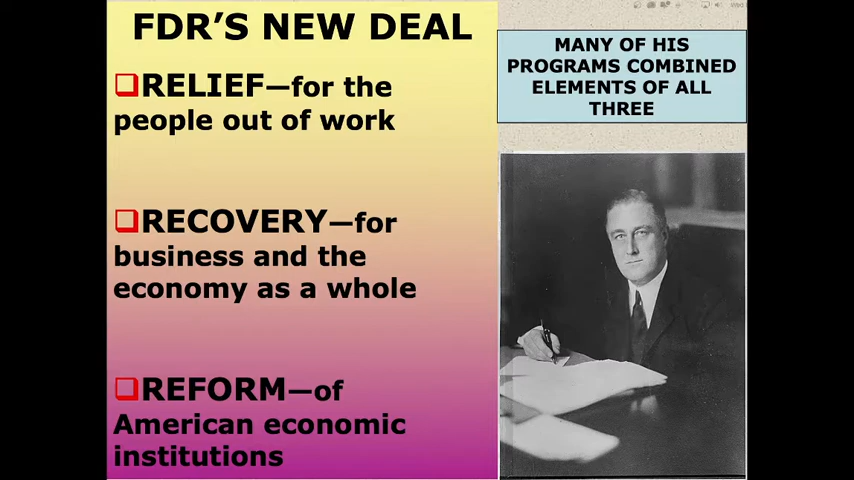 FDR'S NEW DEAL
❑RELIEF—for the
people out of work
❑RECOVERY—for
business and the
economy as a whole
❑REFORM—of
American economic
institutions
MANY OF HIS
PROGRAMS COMBINED
ELEMENTS OF ALL
THREE